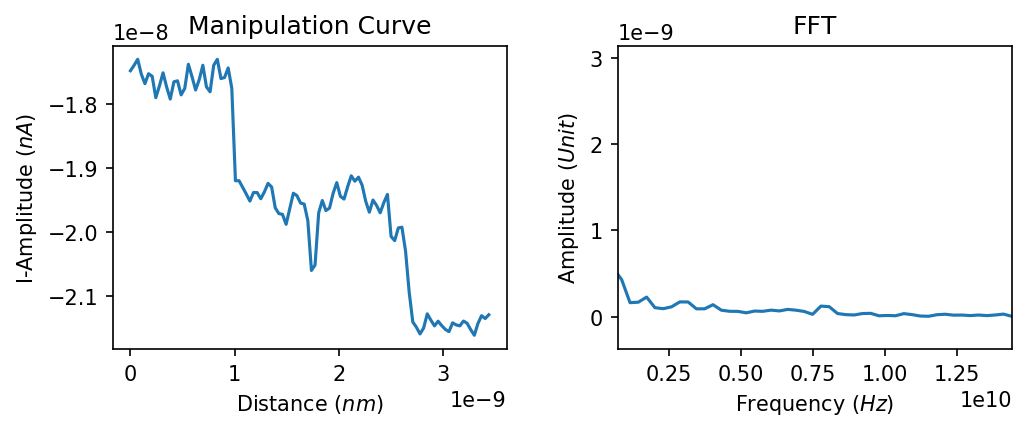 Manipulation Curve
1e−8
−1.8
−1.9
−2.0
−2.1
I-Amplitude (nA)
0 1 2 3
1e−9
Distance (nm)
FFT
1e−9
3
2
1
0
Amplitude (Unit)
0.25 0.50 0.75 1.00 1.25
1e10
Frequency (Hz)